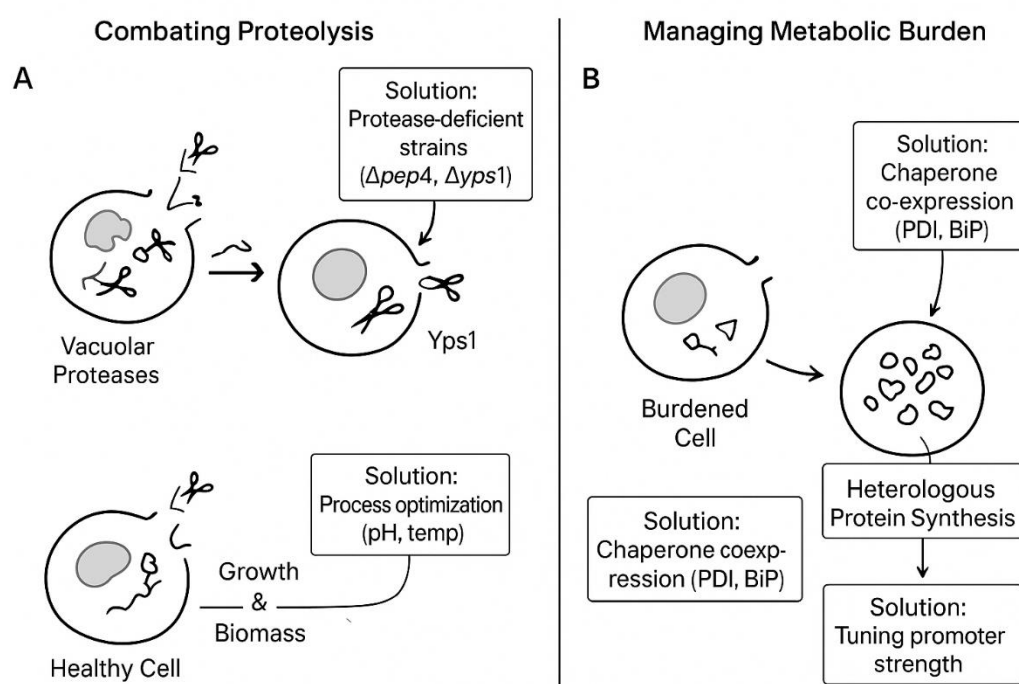 Combating Proteolysis
A
Solution:
Protease-deficient
strains
(Δpep4, Δyps1)
Vacuolar
Proteases
Yps1
Solution:
Process optimization
(pH, temp)
Growth
&
Biomass
Healthy Cell
Managing Metabolic Burden
B
Solution:
Chaperone
co-expression
(PDI, BiP)
Burdened
Cell
Heterologous
Protein Synthesis
Solution:
Chaperone coexp-
ression (PDI, BiP)
Solution:
Tuning promoter
strength